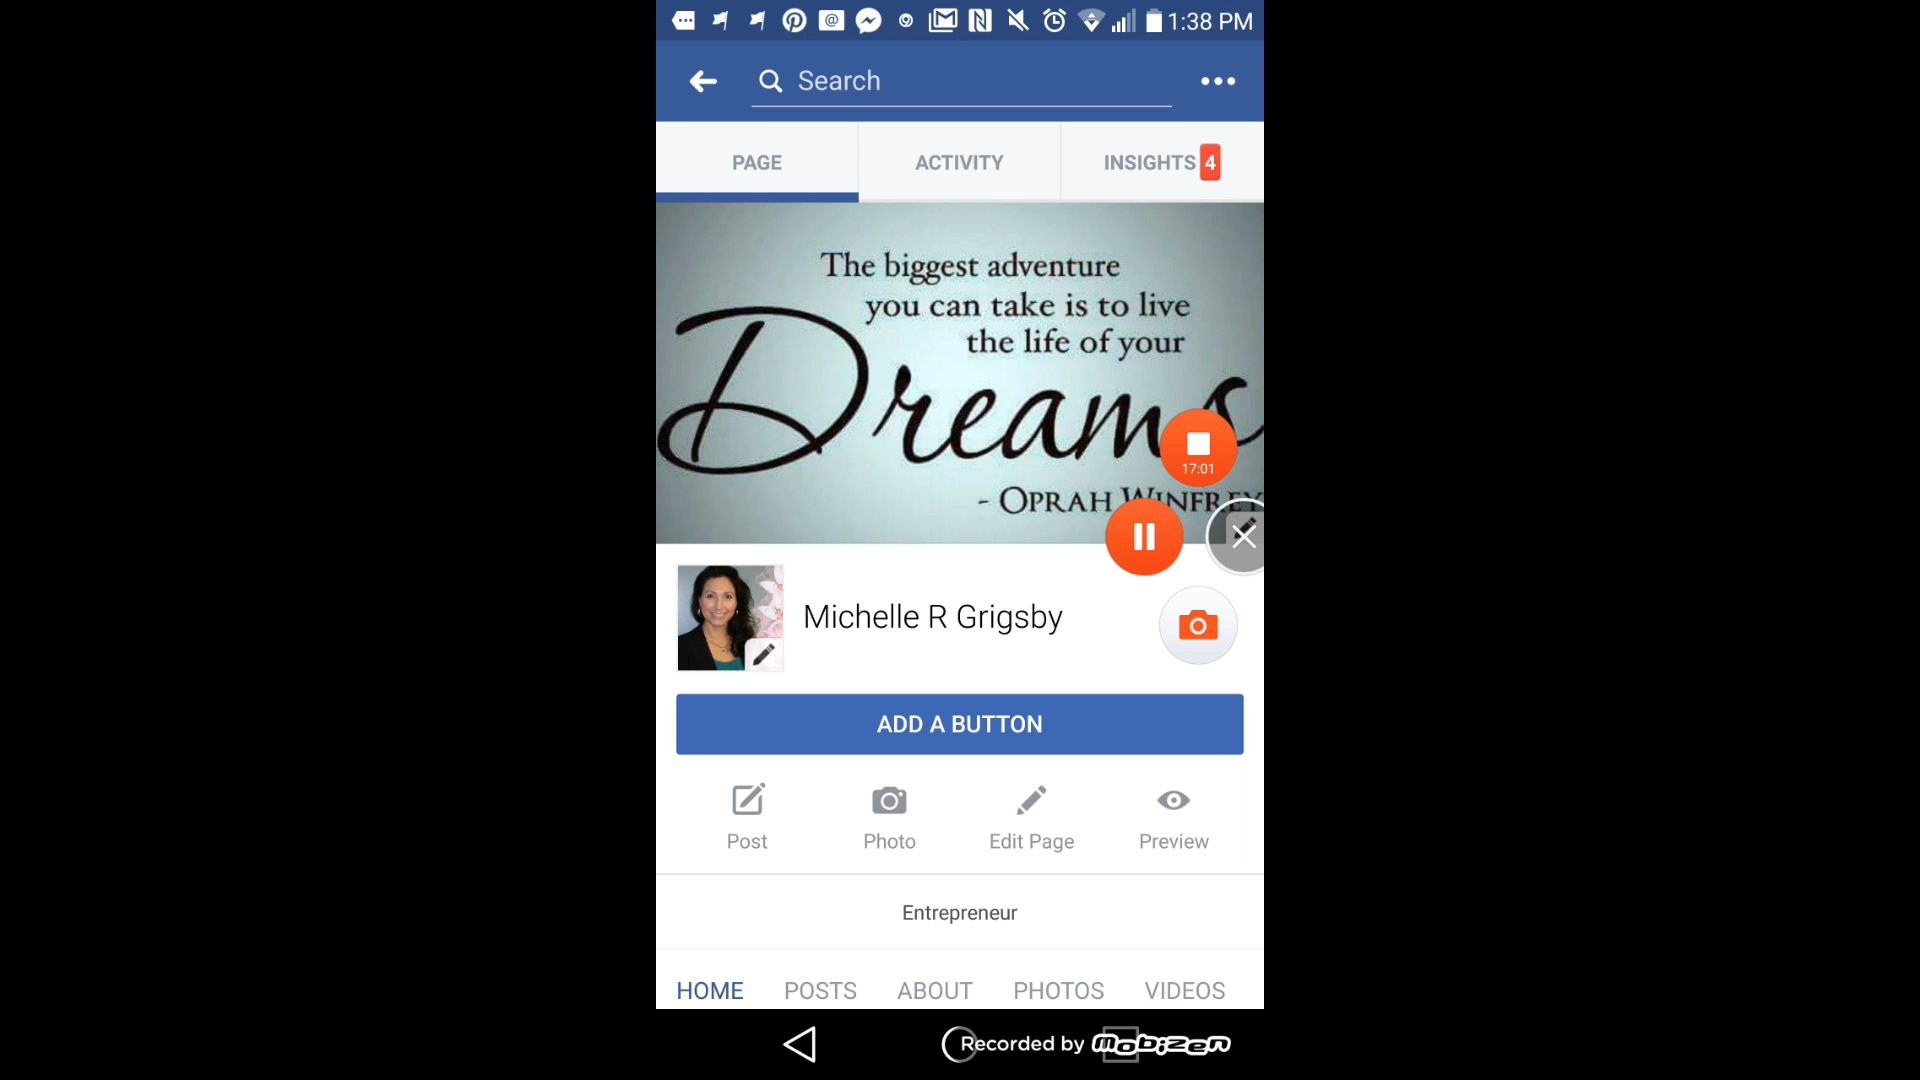 1:38 PM
Search
PAGE ACTIVITY INSIGHTS 4
The biggest adventure
you can take is to live
the life of your
Dreams
17:01
- OPRAH WINFREY
Michelle R Grigsby
ADD A BUTTON
Post Photo Edit Page Preview
Entrepreneur
HOME POSTS ABOUT PHOTOS VIDEOS
Recorded by Mobizen